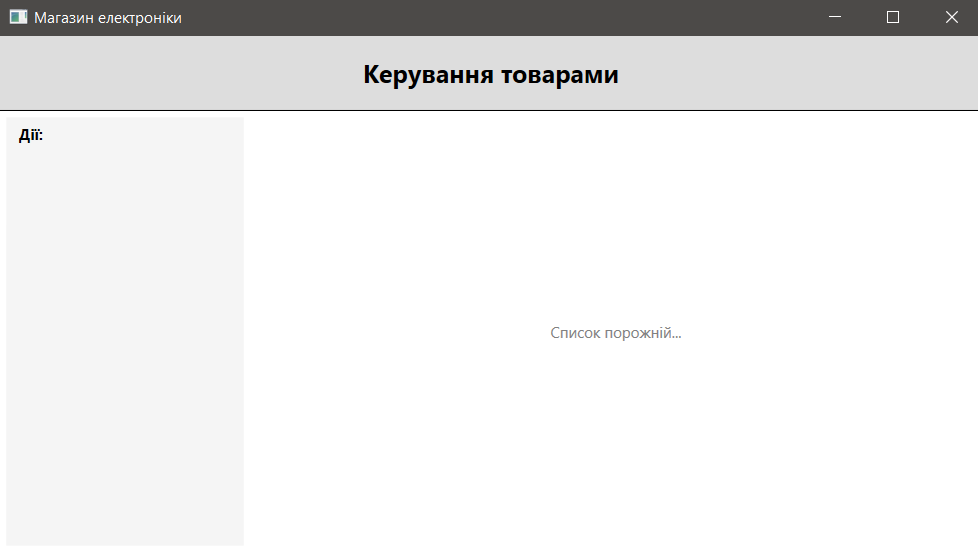 Магазин електроніки
Керування товарами
Дії:
Список порожній...